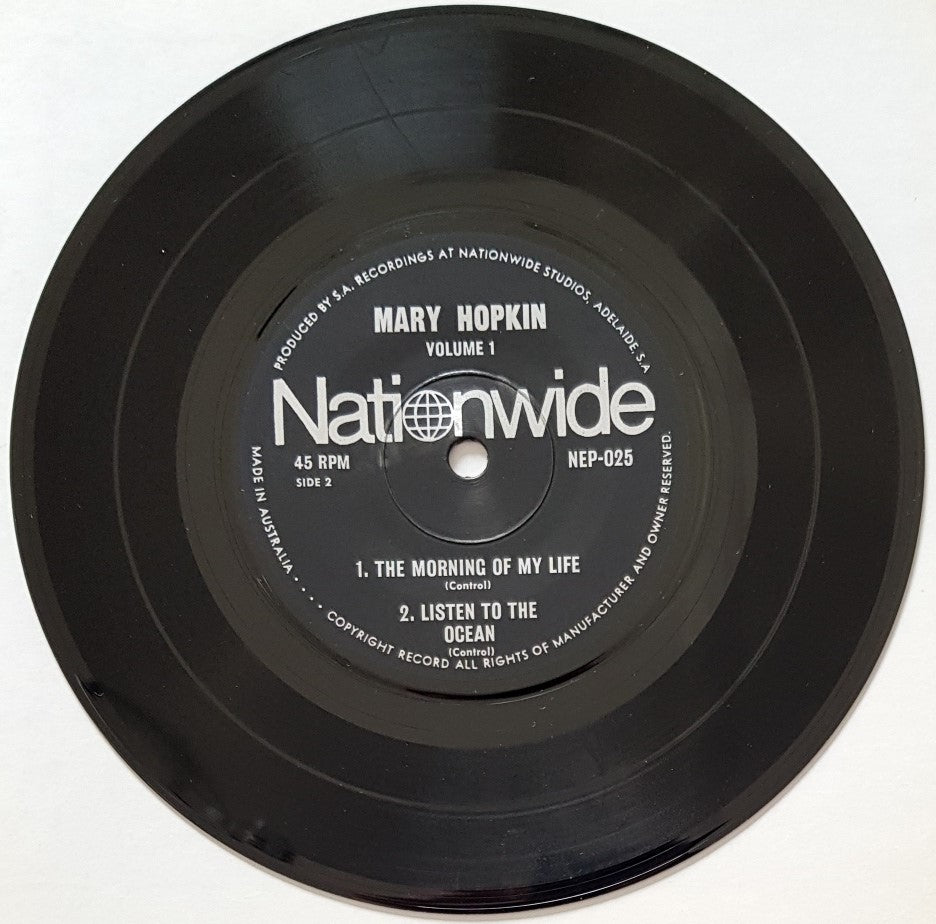 PRODUCED BY S.A. RECORDINGS AT NATIONWIDE STUDIOS, ADELAIDE, S.A
MARY HOPKIN
VOLUME 1
Nationwide
45 RPM
NEP-025
SIDE 2
1. THE MORNING OF MY LIFE
(Control)
2. LISTEN TO THE
OCEAN
(Control)
MADE IN AUSTRALIA . . . . COPYRIGHT RECORD ALL RIGHTS OF MANUFACTURER AND OWNER RESERVED.